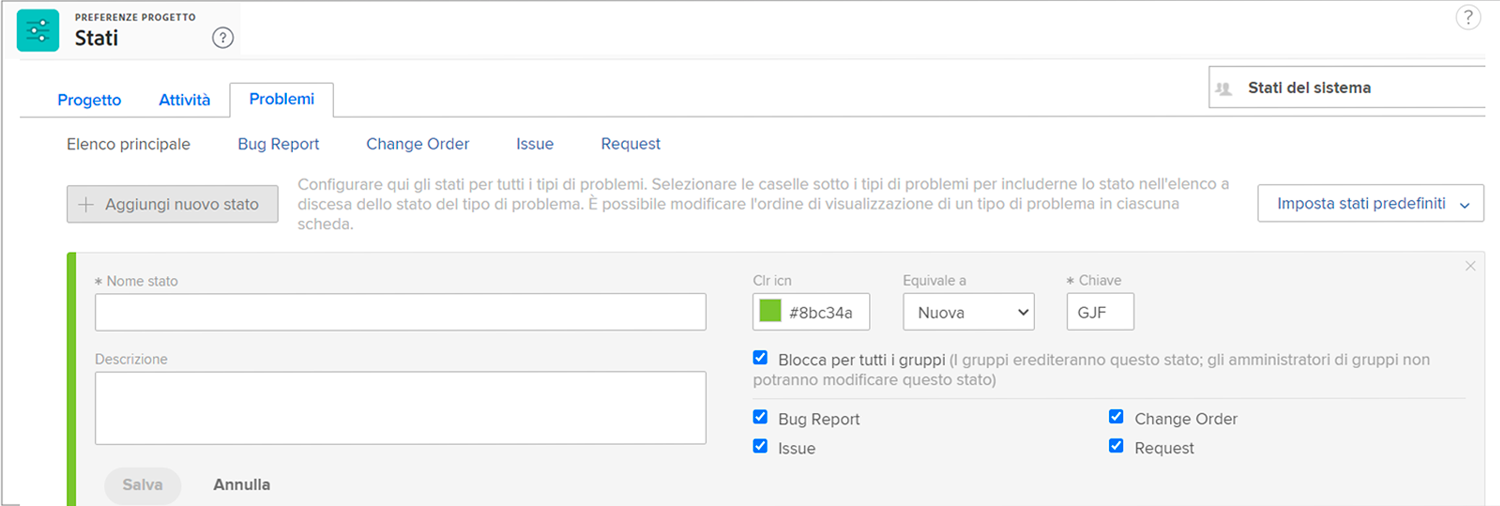 PREFERENZE PROGETTO
Stati
?
?
Stati del sistema
Progetto Attività Problemi
Elenco principale Bug Report Change Order Issue Request
+ Aggiungi nuovo stato
Configurare qui gli stati per tutti i tipi di problemi. Selezionare le caselle sotto i tipi di problemi per includerne lo stato nell'elenco a
discesa dello stato del tipo di problema. È possibile modificare l'ordine di visualizzazione di un tipo di problema in ciascuna
scheda.
Imposta stati predefiniti
* Nome stato
Clr icn Equivale a * Chiave
#8bc34a Nuova GJF
Descrizione
Blocca per tutti i gruppi (I gruppi erediteranno questo stato; gli amministratori di gruppi non
potranno modificare questo stato)
Bug Report Change Order
Issue Request
Salva Annulla